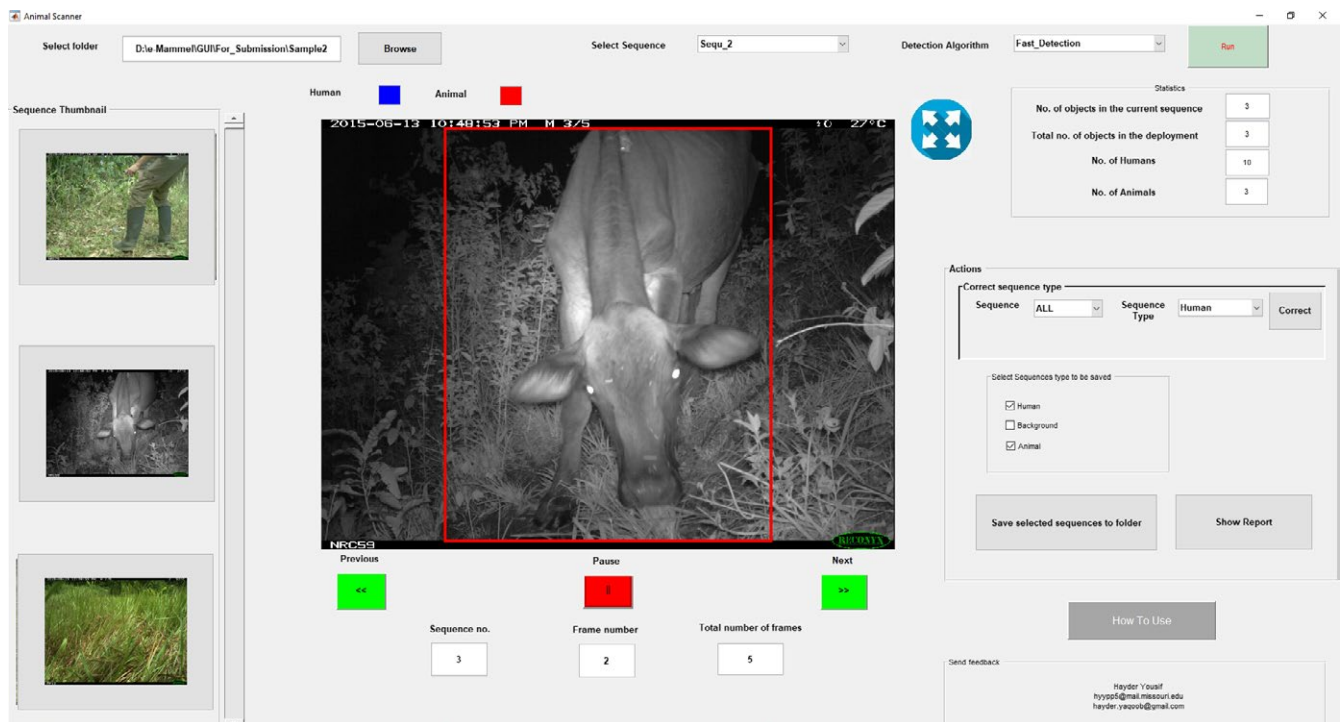 Animal Scanner
Select folder
D:\e-Mammel\GUI\For_Submission\Sample2
Browse
Select Sequence
Sequ_2
Detection Algorithm
Fast_Detection
Run
Human
Animal
Sequence Thumbnail
2015-06-13 10:48:53 PM M 3/5
27°C
NRC59
RECONYX
Previous
<<
Pause
||
Next
>>
Sequence no.
3
Frame number
2
Total number of frames
5
Statistics
No. of objects in the current sequence
3
Total no. of objects in the deployment
3
No. of Humans
10
No. of Animals
3
Actions
Correct sequence type
Sequence
ALL
Sequence
Type
Human
Correct
Select Sequences type to be saved
Human
Background
Animal
Save selected sequences to folder
Show Report
How To Use
Send feedback
Hayder Yousif
hyypp5@mail.missouri.edu
hayder.yaqoob@gmail.com